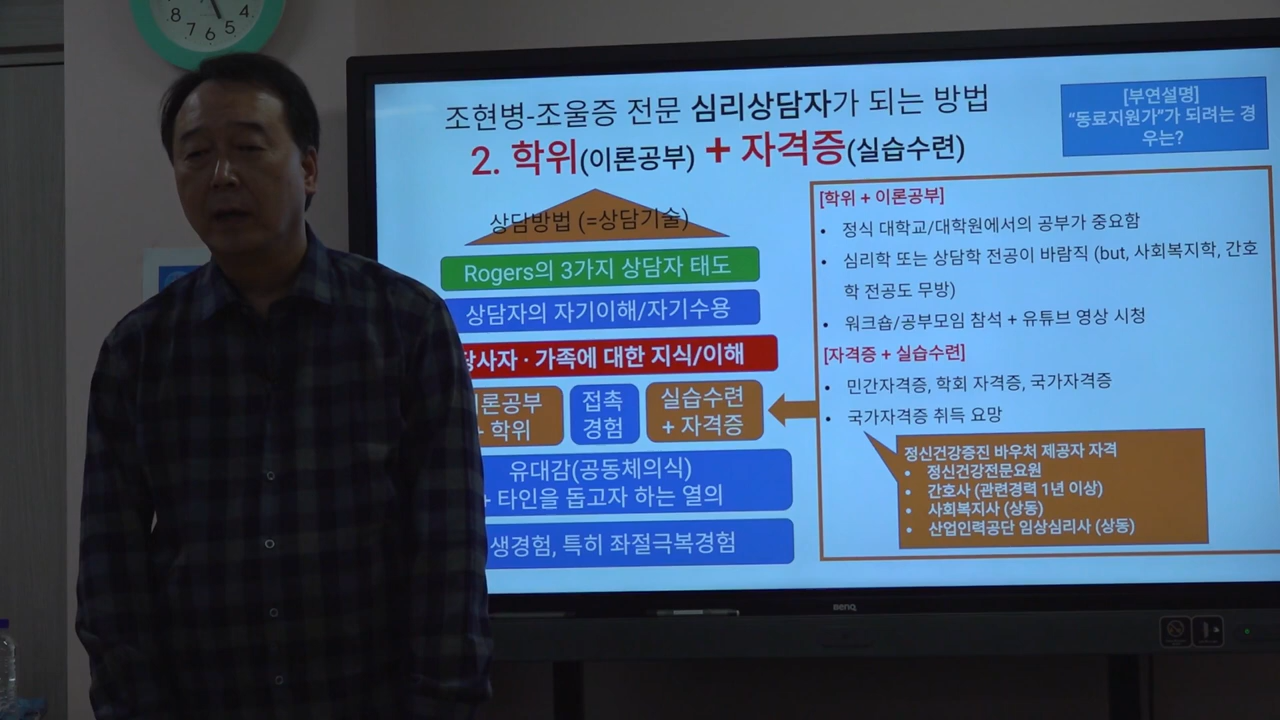 8 4
7 6 5
조현병-조울증 전문 심리상담자가 되는 방법
2. 학위(이론공부) + 자격증(실습수련)
[부연설명]
“동료지원가”가 되려는 경
우는?
상담방법 (=상담기술)
Rogers의 3가지 상담자 태도
상담자의 자기이해/자기수용
당사자 · 가족에 대한 지식/이해
이론공부
+ 학위
접촉
경험
실습수련
+ 자격증
유대감(공동체의식)
+ 타인을 돕고자 하는 열의
생경험, 특히 좌절극복경험
[학위 + 이론공부]
• 정식 대학교/대학원에서의 공부가 중요함
• 심리학 또는 상담학 전공이 바람직 (but, 사회복지학, 간호
학 전공도 무방)
• 워크숍/공부모임 참석 + 유튜브 영상 시청
[자격증 + 실습수련]
• 민간자격증, 학회 자격증, 국가자격증
• 국가자격증 취득 요망
정신건강증진 바우처 제공자 자격
• 정신건강전문요원
• 간호사 (관련경력 1년 이상)
• 사회복지사 (상동)
• 산업인력공단 임상심리사 (상동)
BenQ